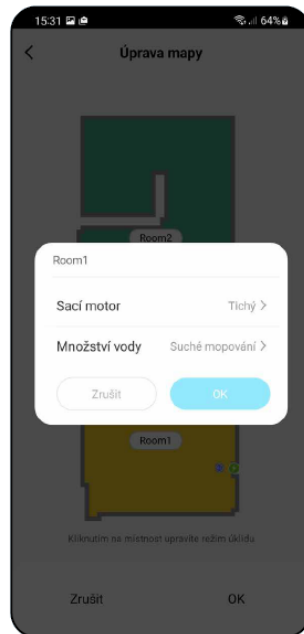 15:31 64%
Úprava mapy
Room2
Room1
Sací motor Tichý >
Množství vody Suché mopování >
Zrušit OK
Room1
Kliknutím na místnost upravíte režim úklidu
Zrušit OK